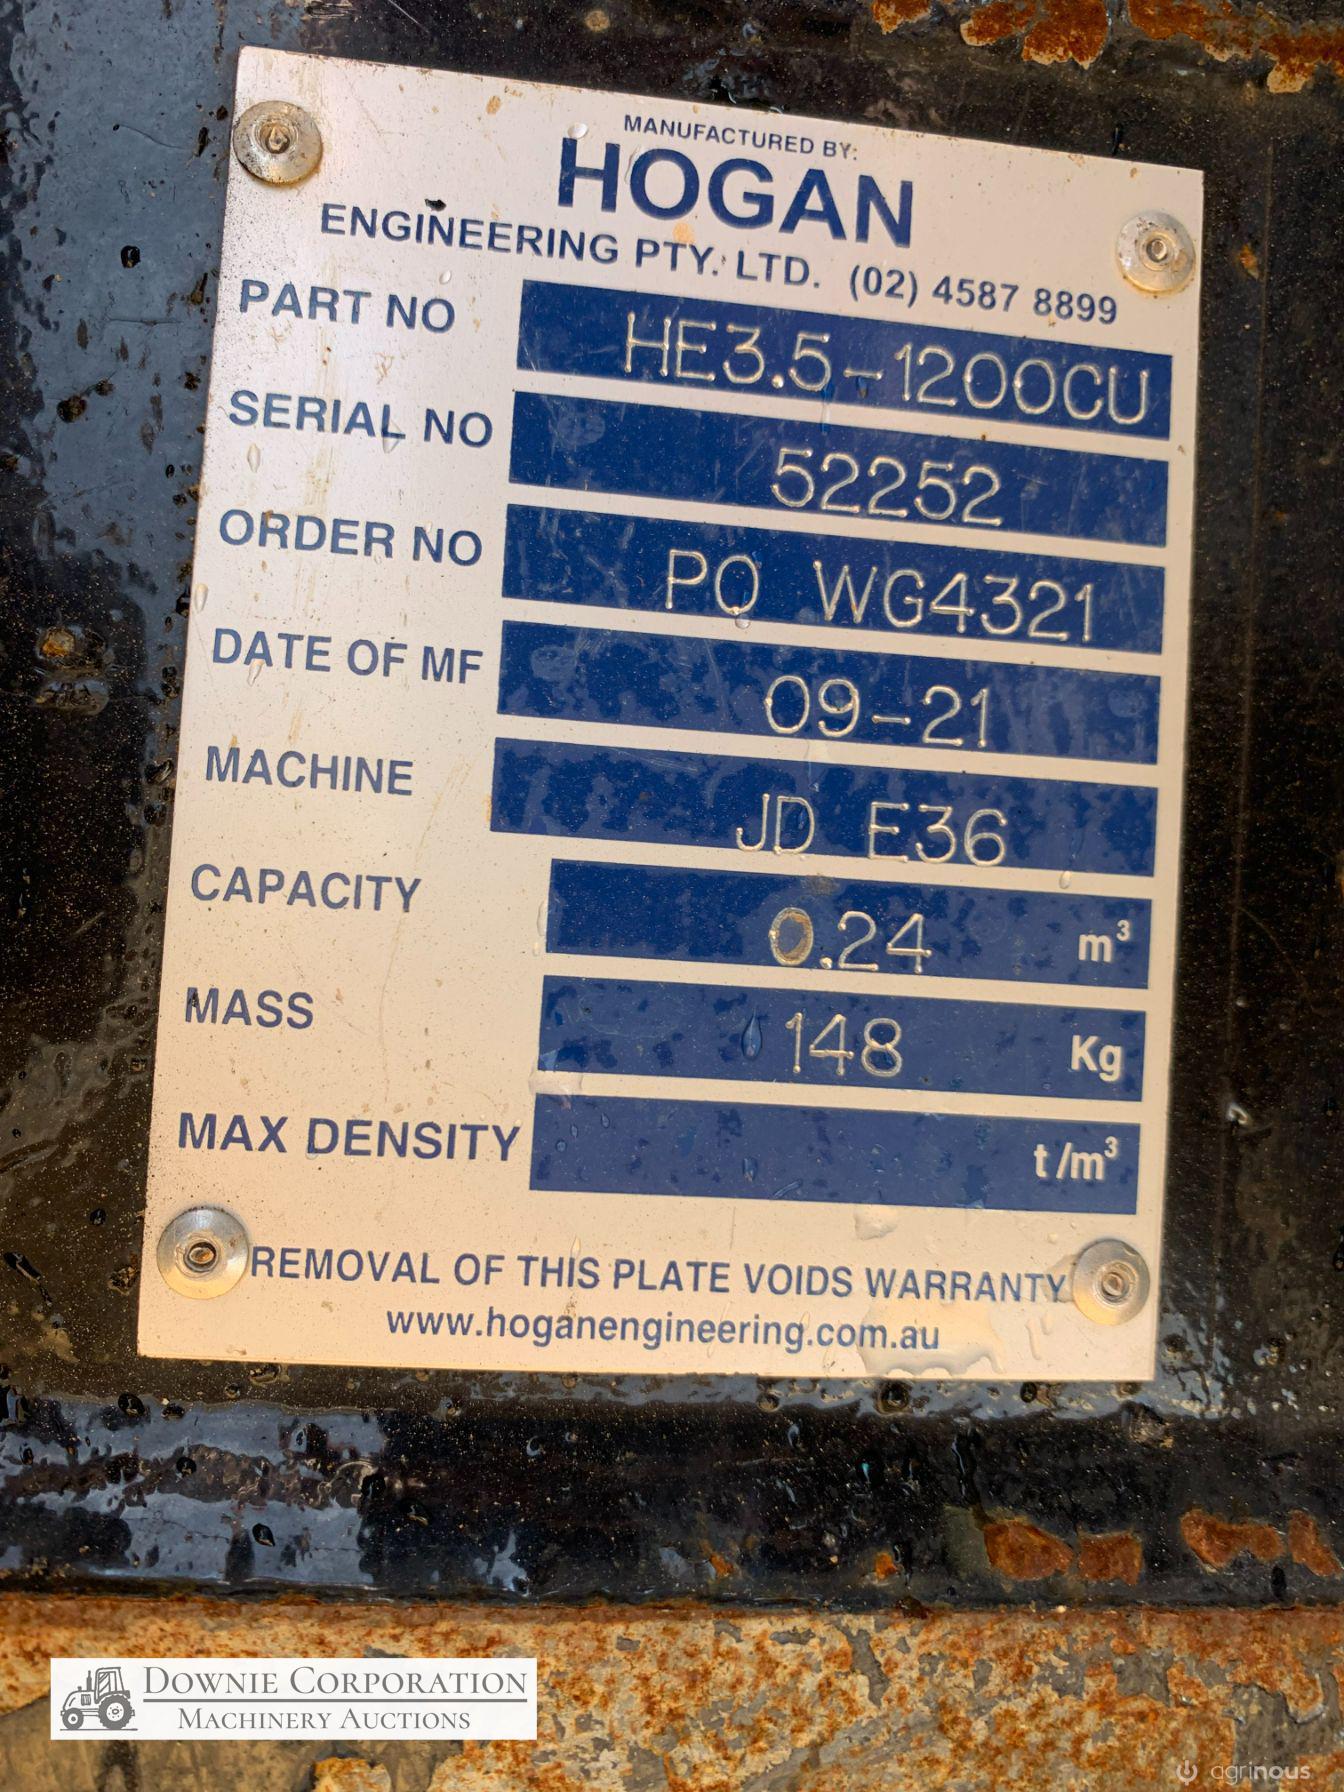 MANUFACTURED BY:
HOGAN
ENGINEERING PTY. LTD. (02) 4587 8899
PART NO HE3.5-1200CU
SERIAL NO 52252
ORDER NO PO WG4321
DATE OF MF 09-21
MACHINE JD E36
CAPACITY 0.24 m³
MASS 148 Kg
MAX DENSITY t/m³
REMOVAL OF THIS PLATE VOIDS WARRANTY
www.hoganengineering.com.au
DOWNIE CORPORATION
MACHINERY AUCTIONS
agrinous